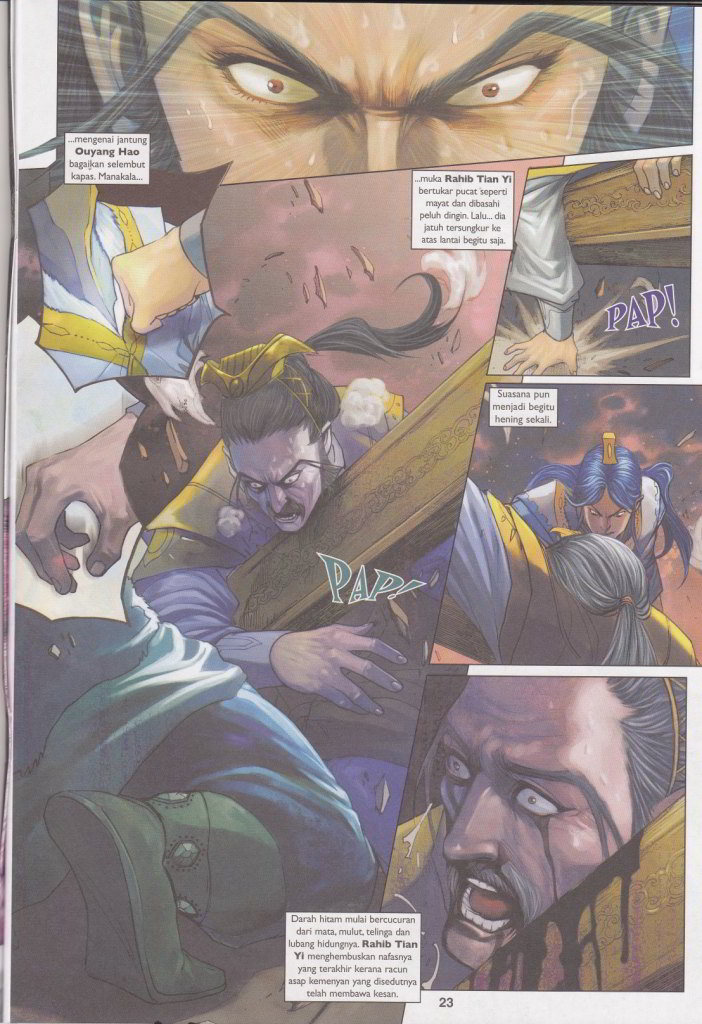 ...mengenai jantung
Ouyang Hao
bagaikan selembut
kapas. Manakala...
...muka Rahib Tian Yi
bertukar pucat seperti
mayat dan dibasahi
peluh dingin. Lalu... dia
jatuh tersungkur ke
atas lantai begitu saja.
PAP!
Suasana pun
menjadi begitu
hening sekali.
PAP!
Darah hitam mulai bercucuran
dari mata, mulut, telinga dan
lubang hidungnya. Rahib Tian
Yi menghembuskan nafasnya
yang terakhir kerana racun
asap kemenyan yang disedutnya
telah membawa kesan.
23